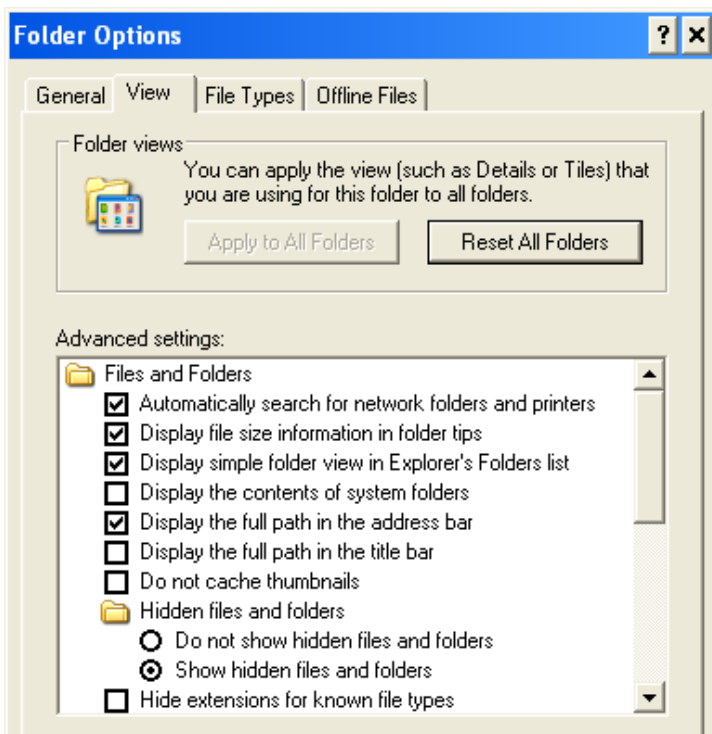 Folder Options
General View File Types Offline Files
Folder views
You can apply the view (such as Details or Tiles) that
you are using for this folder to all folders.
Apply to All Folders Reset All Folders
Advanced settings:
Files and Folders
Automatically search for network folders and printers
Display file size information in folder tips
Display simple folder view in Explorer's Folders list
Display the contents of system folders
Display the full path in the address bar
Display the full path in the title bar
Do not cache thumbnails
Hidden files and folders
Do not show hidden files and folders
Show hidden files and folders
Hide extensions for known file types